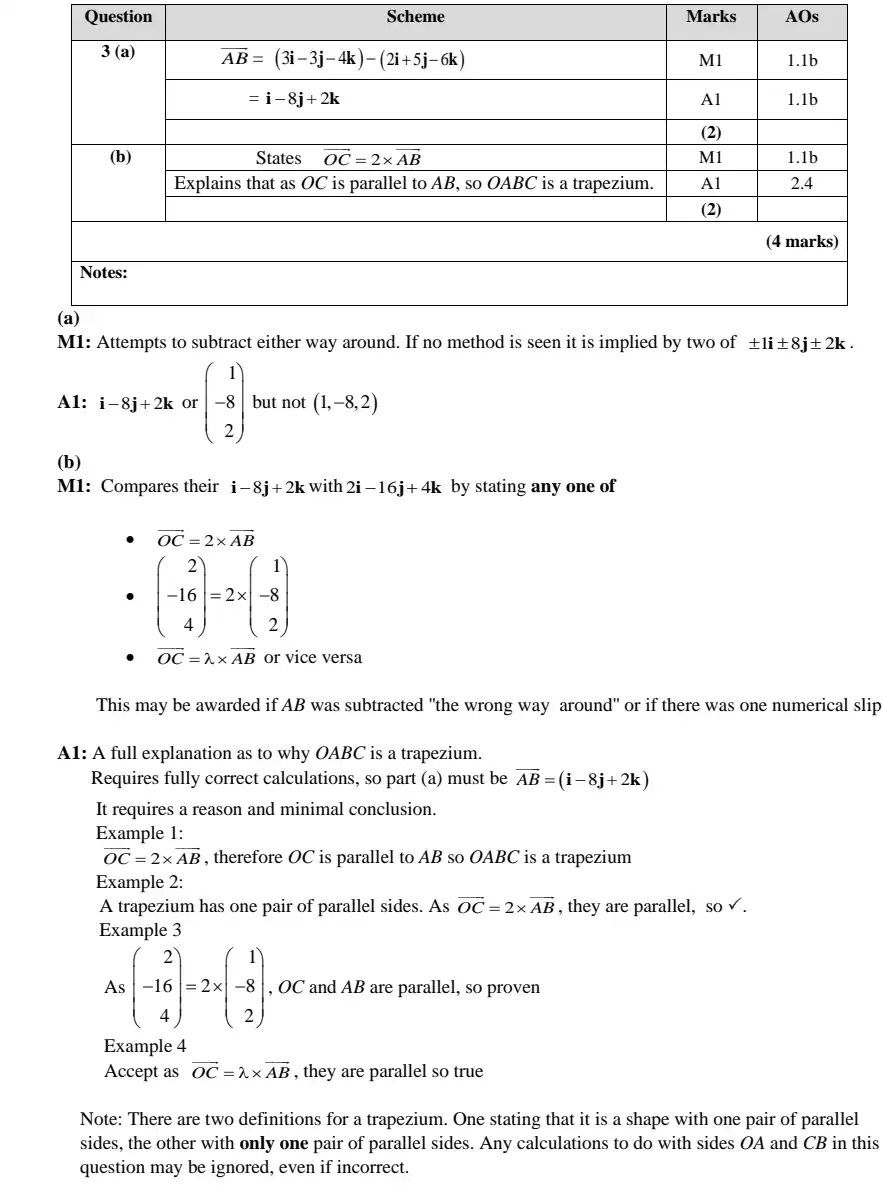 Question Scheme Marks AOs
3 (a) AB = (3i − 3j − 4k) − (2i + 5j − 6k) M1 1.1b
= i − 8j + 2k A1 1.1b
(2)
(b) States OC = 2 × AB M1 1.1b
Explains that as OC is parallel to AB, so OABC is a trapezium. A1 2.4
(2)
(4 marks)
Notes:
(a)
M1: Attempts to subtract either way around. If no method is seen it is implied by two of ±1i ± 8j ± 2k .
A1: i − 8j + 2k or (1 −8 2) but not (1, −8, 2)
(b)
M1: Compares their i − 8j + 2k with 2i − 16j + 4k by stating any one of
• OC = 2 × AB
• (2 −16 4) = 2 × (1 −8 2)
• OC = λ × AB or vice versa
This may be awarded if AB was subtracted "the wrong way around" or if there was one numerical slip
A1: A full explanation as to why OABC is a trapezium.
Requires fully correct calculations, so part (a) must be AB = (i − 8j + 2k)
It requires a reason and minimal conclusion.
Example 1:
OC = 2 × AB , therefore OC is parallel to AB so OABC is a trapezium
Example 2:
A trapezium has one pair of parallel sides. As OC = 2 × AB , they are parallel, so ✓.
Example 3
As (2 −16 4) = 2 × (1 −8 2) , OC and AB are parallel, so proven
Example 4
Accept as OC = λ × AB , they are parallel so true
Note: There are two definitions for a trapezium. One stating that it is a shape with one pair of parallel
sides, the other with only one pair of parallel sides. Any calculations to do with sides OA and CB in this
question may be ignored, even if incorrect.